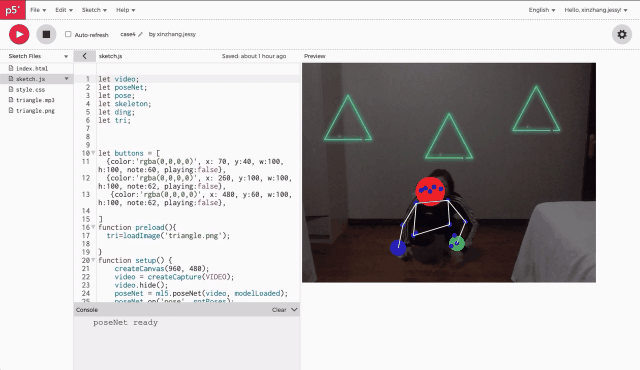 p5*
File
Edit
Sketch
Help
English
Hello, xinzhang.jessy!
Auto-refresh
case4
by xinzhang.jessy
Sketch Files
sketch.js
Saved: about 1 hour ago
Preview
index.html
sketch.js
style.css
triangle.mp3
triangle.png
1 let video;
2 let poseNet;
3 let pose;
4 let skeleton;
5 let ding;
6 let tri;
7
8
9
10 let buttons = [
11 {color:'rgba(0,0,0,0)', x: 70, y:40, w:100,
h:100, note:60, playing:false},
12 {color:'rgba(0,0,0,0)', x: 260, y:100, w:100,
h:100, note:62, playing:false},
13 {color:'rgba(0,0,0,0)', x: 480, y:60, w:100,
h:100, note:62, playing:false},
14
15 ]
16 function preload(){
17 tri=loadImage('triangle.png');
18
19 }
20 function setup() {
21 createCanvas(960, 480);
22 video = createCapture(VIDEO);
23 video.hide();
24 poseNet = ml5.poseNet(video, modelLoaded);
25 poseNet.on('pose', gotPoses);
Console
Clear
poseNet ready